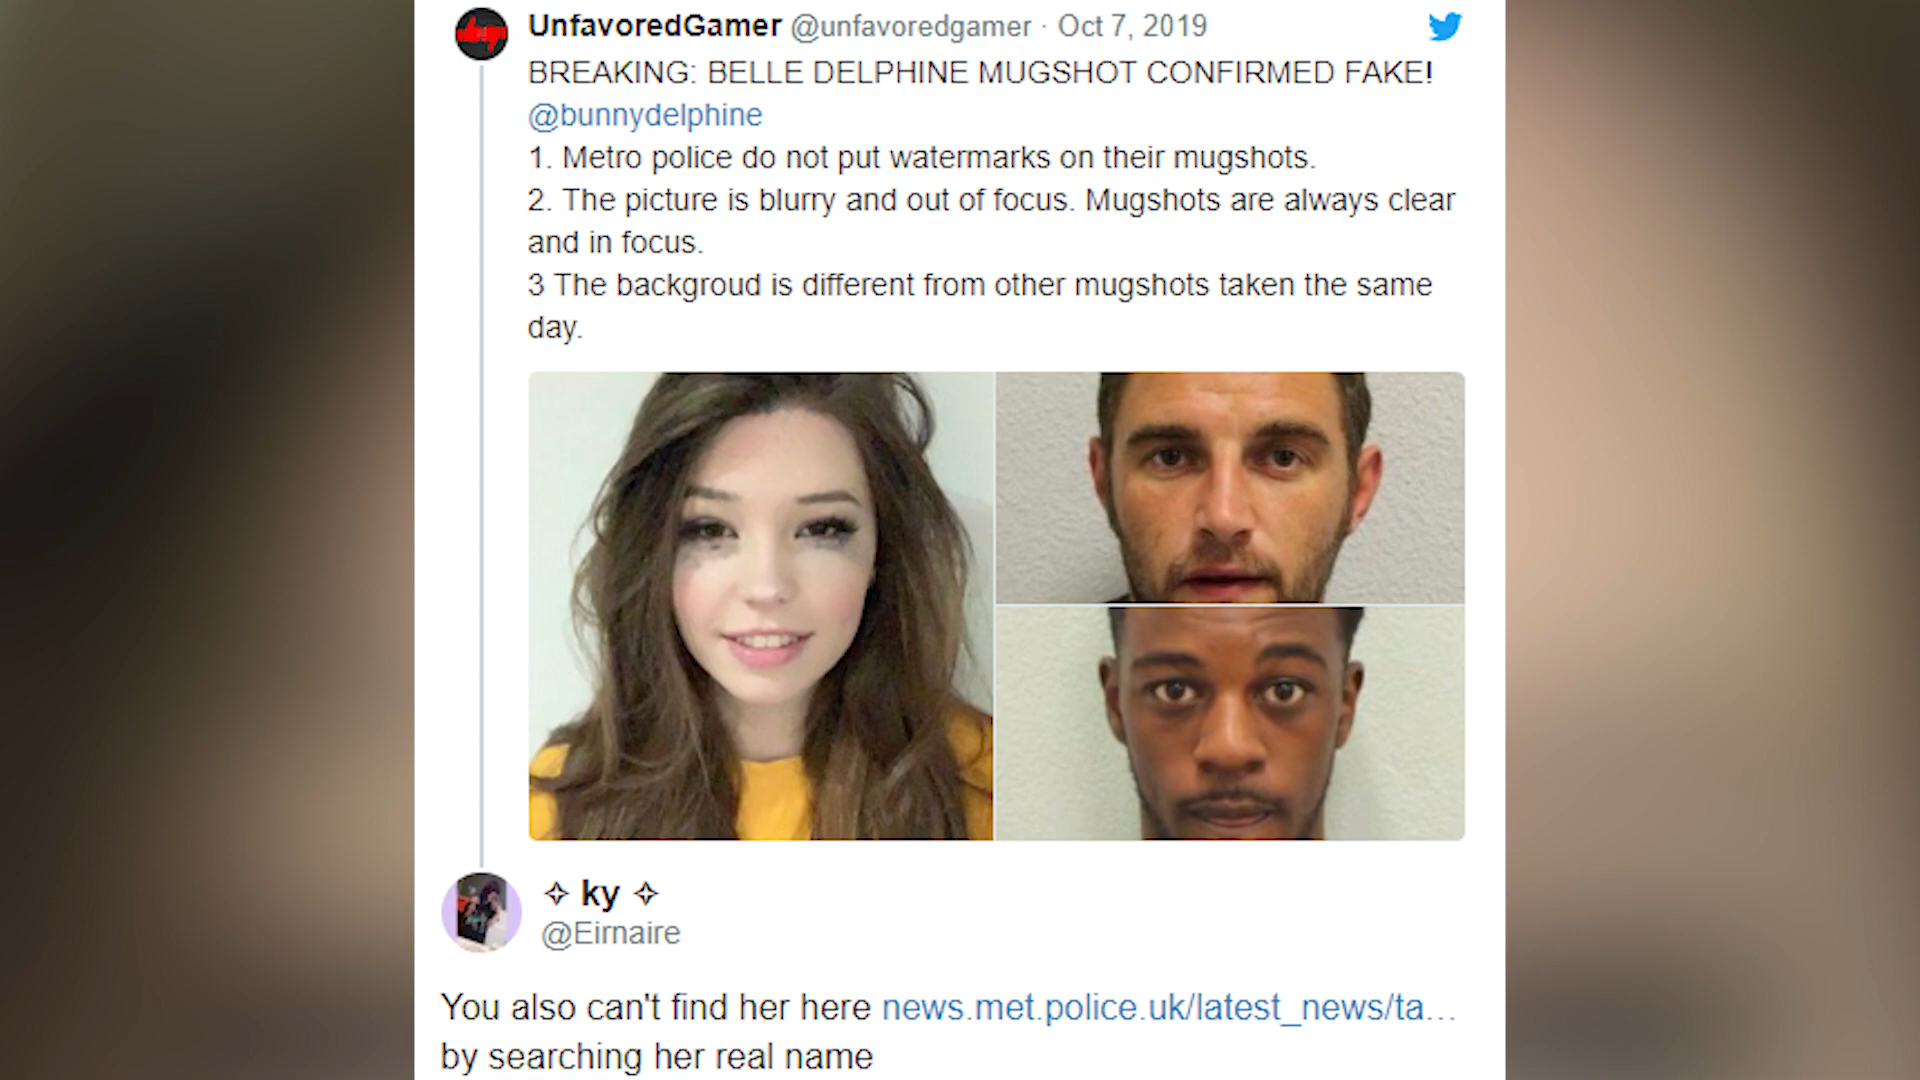 UnfavoredGamer @unfavoredgamer · Oct 7, 2019
BREAKING: BELLE DELPHINE MUGSHOT CONFIRMED FAKE!
@bunnydelphine
1. Metro police do not put watermarks on their mugshots.
2. The picture is blurry and out of focus. Mugshots are always clear
and in focus.
3 The backgroud is different from other mugshots taken the same
day.
✧ ky ✧
@Eirnaire
You also can't find her here news.met.police.uk/latest_news/ta...
by searching her real name